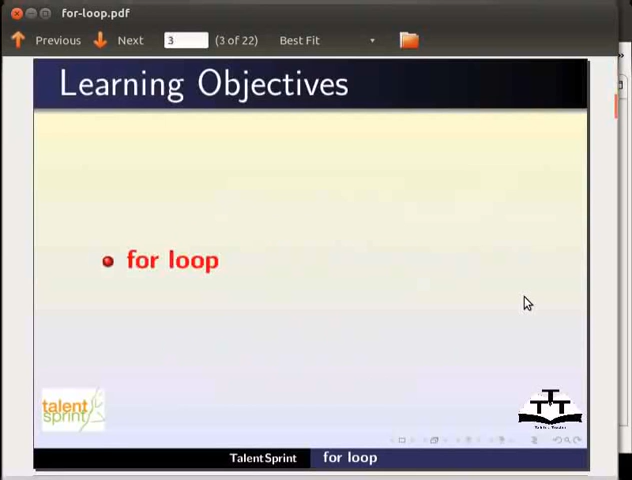 for-loop.pdf
Previous Next 3 (3 of 22) Best Fit
Learning Objectives
for loop
talent
sprint
TTT
TalentSprint for loop